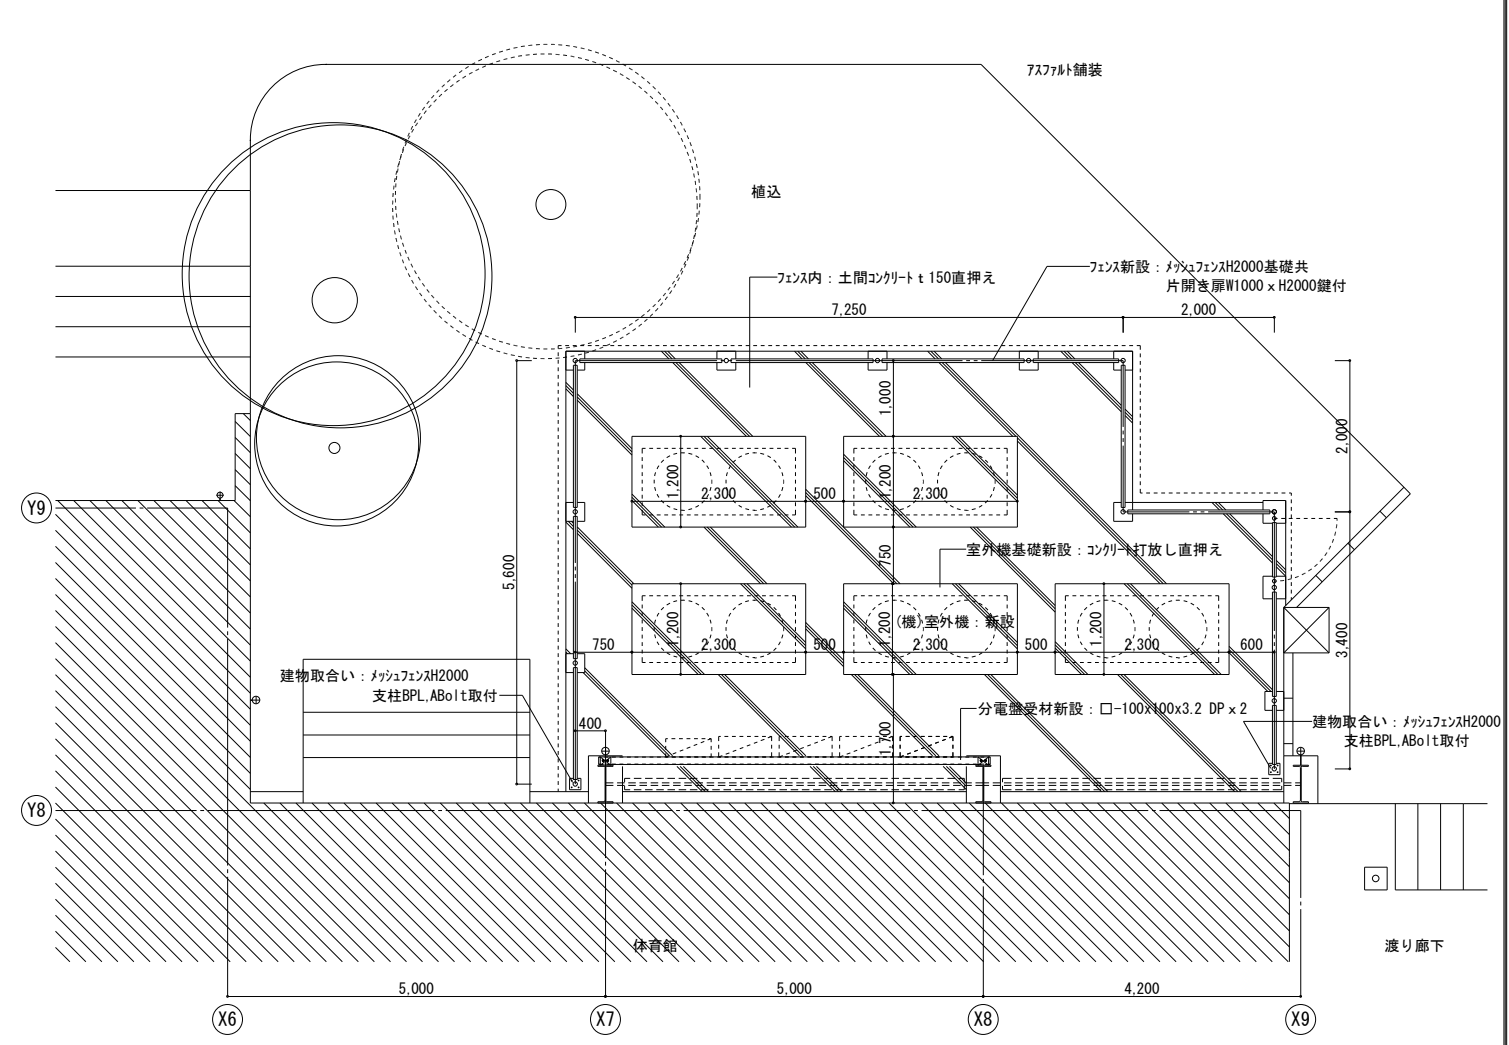 アスファルト舗装
植込
フェンス内：土間コンクリート t 150直押え
フェンス新設：メッシュフェンスH2000基礎共
片開き扉W1000 x H2000鍵付
7,250
2,000
1,000
2,000
1,200
2,300
500
1,200
2,300
Y9
5,600
750
室外機基礎新設：コンクリート打放し直押え
(機)室外機：新設
750
1,200
2,300
500
1,200
2,300
500
1,200
2,300
600
3,400
建物取合い：メッシュフェンスH2000
支柱BPL,ABolt取付
400
1,700
分電盤受材新設：口-100x100x3.2 DP x 2
建物取合い：メッシュフェンスH2000
支柱BPL,ABolt取付
Y8
体育館
渡り廊下
5,000
5,000
4,200
X6
X7
X8
X9